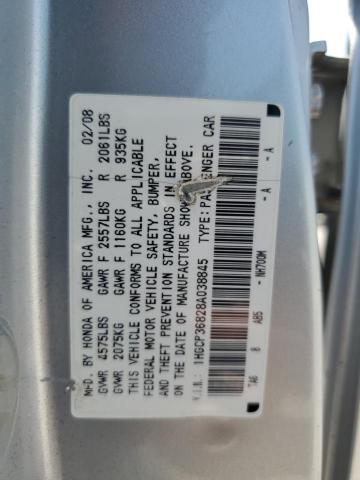 MFD. BY HONDA OF AMERICA MFG., INC. 02/08
GVWR 4575LBS GAWR F 2557LBS R 2061LBS
GVWR 2075KG GAWR F 1160KG R 935KG
THIS VEHICLE CONFORMS TO ALL APPLICABLE
FEDERAL MOTOR VEHICLE SAFETY, BUMPER,
AND THEFT PREVENTION STANDARDS IN EFFECT
ON THE DATE OF MANUFACTURE SHOWN ABOVE.
V.I.N.: 1HGCP36828A038845 TYPE: PASSENGER CAR
TA6 B ABS NH700M - A - A